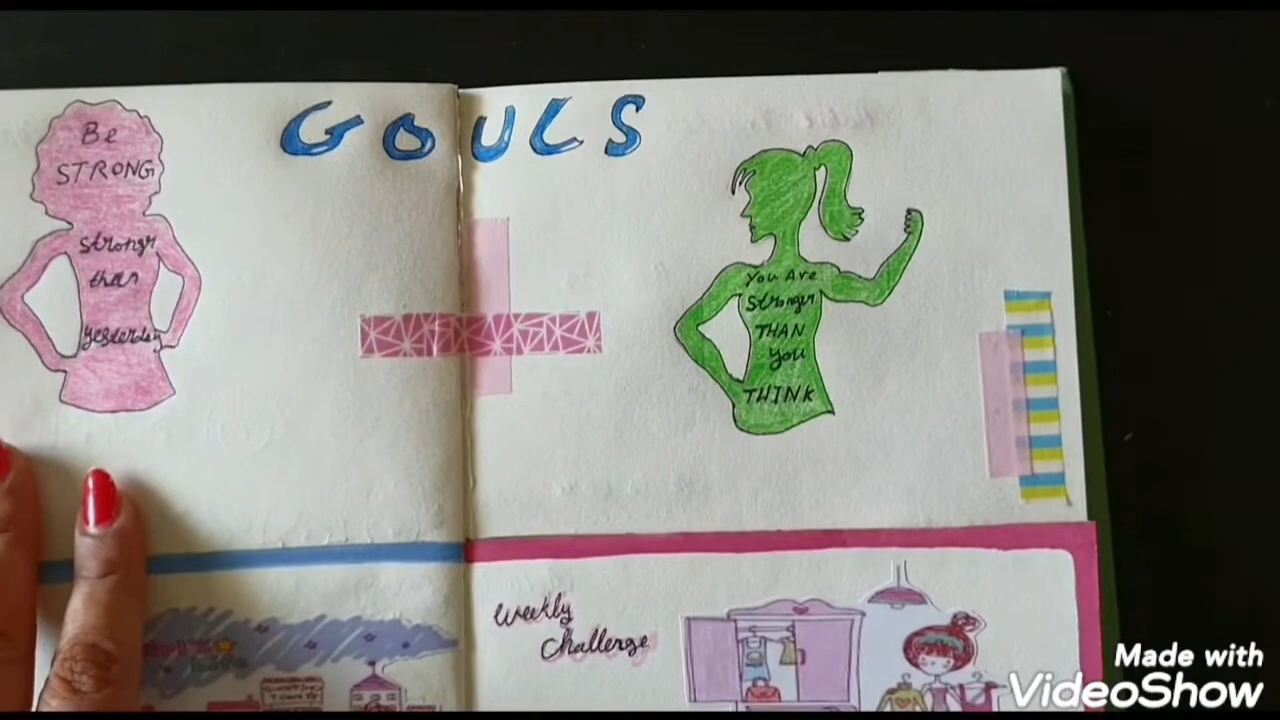 GOULS
Be
STRONG
stronger
than
yesterday
You Are
Stronger
THAN
you
THINK
Weekly
Challenge
Made with
VideoShow